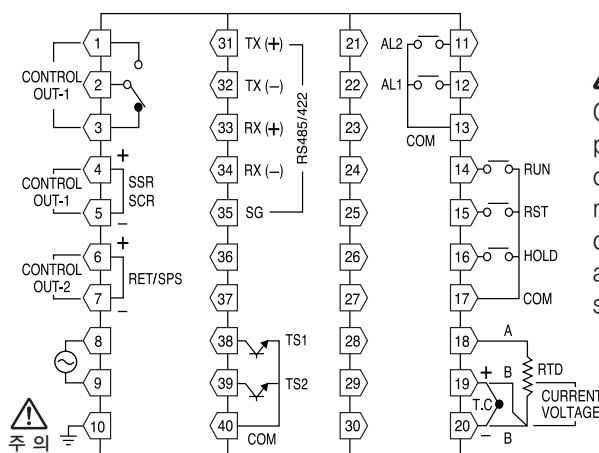 1 31 TX (+) 21 AL2 11
CONTROL OUT-1 2 32 TX (−) 22 AL1 12
3 33 RX (+) 23 COM 13
RS485/422
CONTROL OUT-1 4 + SSR 34 RX (−) 24 14 RUN
5 − SCR 35 SG 25 15 RST
CONTROL OUT-2 6 + 36 26 16 HOLD
7 − RET/SPS 37 27 17 COM
8 38 TS1 28 18 A
9 39 TS2 29 19 + B RTD
T.C CURRENT
VOLTAGE
주 의 10 40 COM 30 20 − B